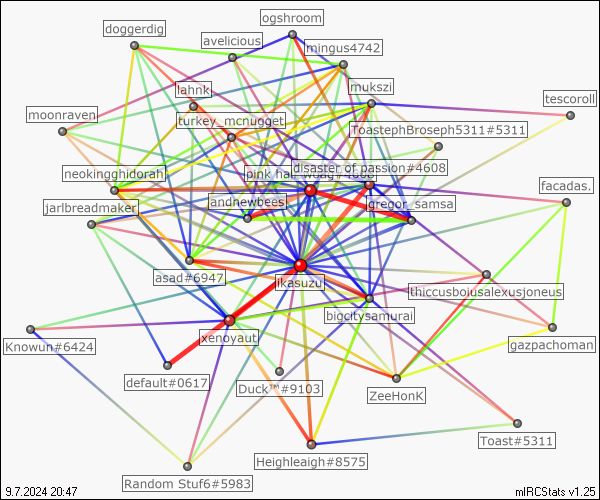 ogshroom
doggerdig
avelicious
mingus4742
mukszi
lahnk
tescoroll
moonraven
turkey_mcnugget
ToastephBroseph5311#5311
neokingghidorah
pink hair
disaster of passion#4608
facadas.
andnewbees
gregor_samsa
jarlbreadmaker
asad#6947
ikasuzu
thiccusboiusalexusjoneus
bigcitysamurai
xenoyaut
Knowun#6424
gazpachoman
default#0617
Duck™#9103
ZeeHonK
Toast#5311
Heighleaigh#8575
Random Stuf6#5983
9.7.2024 20:47
mIRCStats v1.25